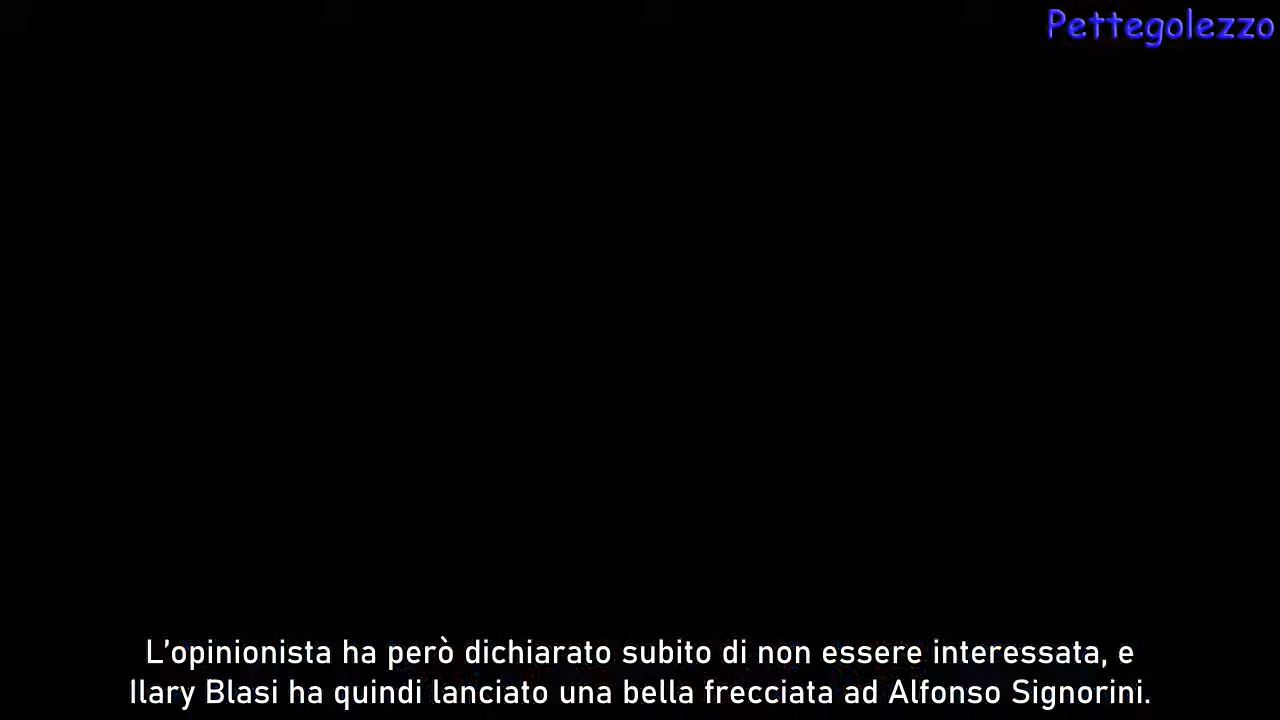 Pettegolezzo
L’opinionista ha però dichiarato subito di non essere interessata, e
Ilary Blasi ha quindi lanciato una bella frecciata ad Alfonso Signorini.